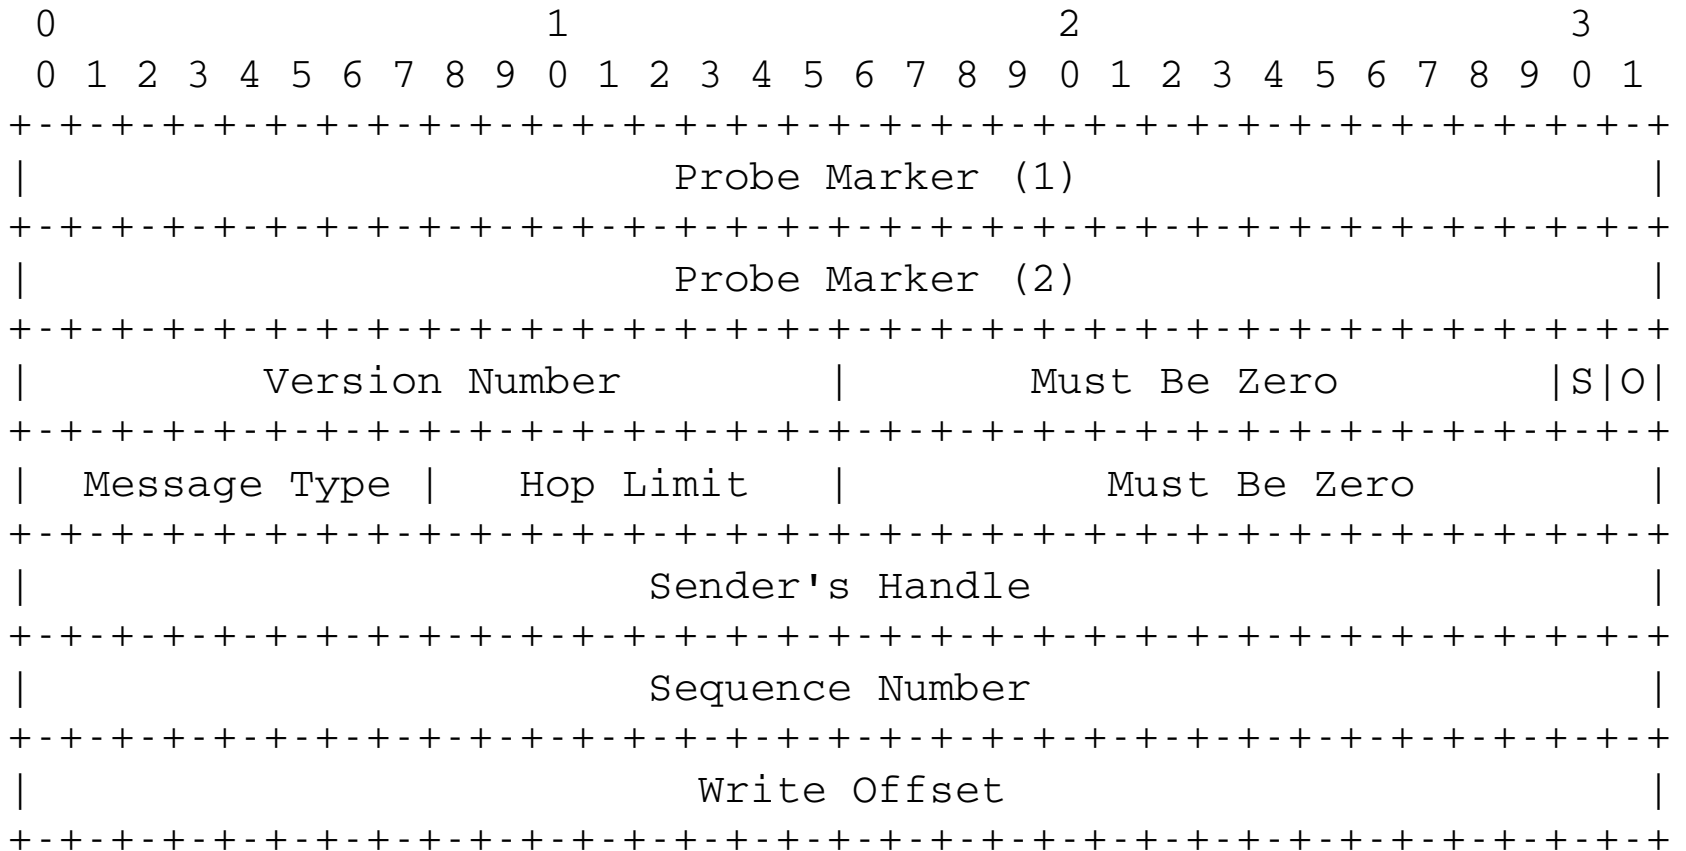 0                   1                   2                   3
0 1 2 3 4 5 6 7 8 9 0 1 2 3 4 5 6 7 8 9 0 1 2 3 4 5 6 7 8 9 0 1
+-+-+-+-+-+-+-+-+-+-+-+-+-+-+-+-+-+-+-+-+-+-+-+-+-+-+-+-+-+-+-+-+
|                         Probe Marker (1)                      |
+-+-+-+-+-+-+-+-+-+-+-+-+-+-+-+-+-+-+-+-+-+-+-+-+-+-+-+-+-+-+-+-+
|                         Probe Marker (2)                      |
+-+-+-+-+-+-+-+-+-+-+-+-+-+-+-+-+-+-+-+-+-+-+-+-+-+-+-+-+-+-+-+-+
|         Version Number        |       Must Be Zero        |S|O|
+-+-+-+-+-+-+-+-+-+-+-+-+-+-+-+-+-+-+-+-+-+-+-+-+-+-+-+-+-+-+-+-+
|  Message Type |   Hop Limit   |          Must Be Zero         |
+-+-+-+-+-+-+-+-+-+-+-+-+-+-+-+-+-+-+-+-+-+-+-+-+-+-+-+-+-+-+-+-+
|                        Sender's Handle                        |
+-+-+-+-+-+-+-+-+-+-+-+-+-+-+-+-+-+-+-+-+-+-+-+-+-+-+-+-+-+-+-+-+
|                        Sequence Number                        |
+-+-+-+-+-+-+-+-+-+-+-+-+-+-+-+-+-+-+-+-+-+-+-+-+-+-+-+-+-+-+-+-+
|                          Write Offset                         |
+-+-+-+-+-+-+-+-+-+-+-+-+-+-+-+-+-+-+-+-+-+-+-+-+-+-+-+-+-+-+-+-+